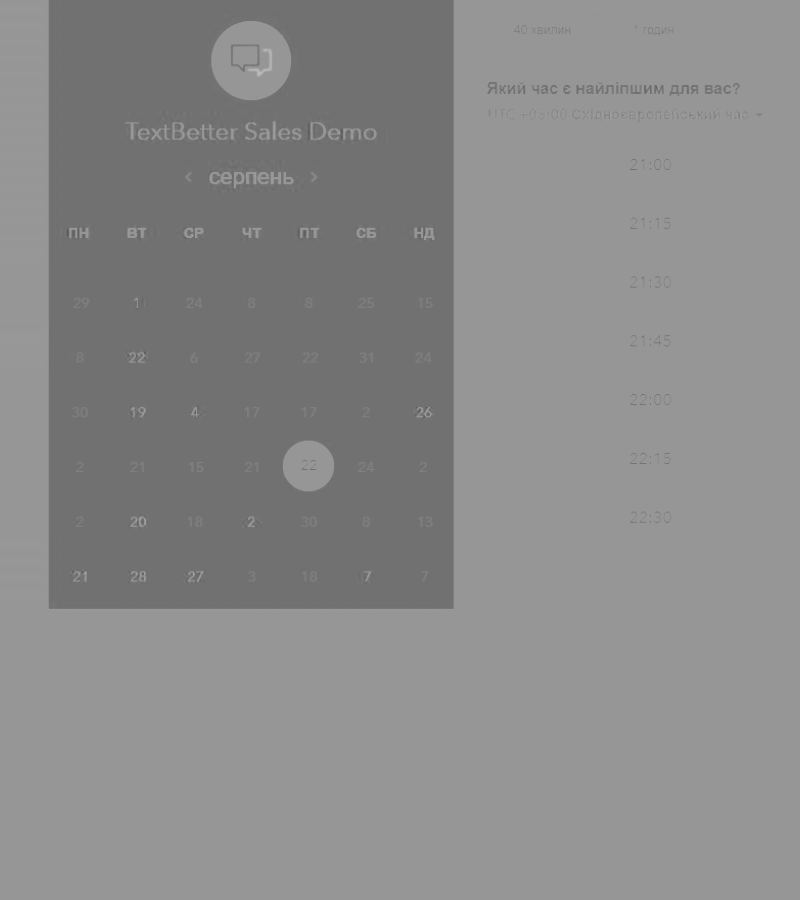 TextBetter Sales Demo
серпень
ПН ВТ СР ЧТ ПТ СБ НД
29 1 24 8 8 25 15
8 22 6 27 22 31 24
30 19 4 17 17 2 26
2 21 15 21 22 24 2
2 20 18 2 30 8 13
21 28 27 3 18 7 7
40 хвилин
годин
Який час є найліпшим для вас?
UTC Східноєвропейський час
21:00
21:15
21:30
21:45
22:00
22:15
22:30